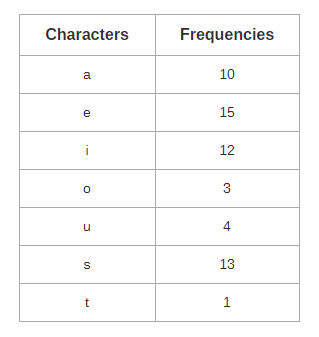 Characters Frequencies
a 10
e 15
i 12
o 3
u 4
s 13
t 1